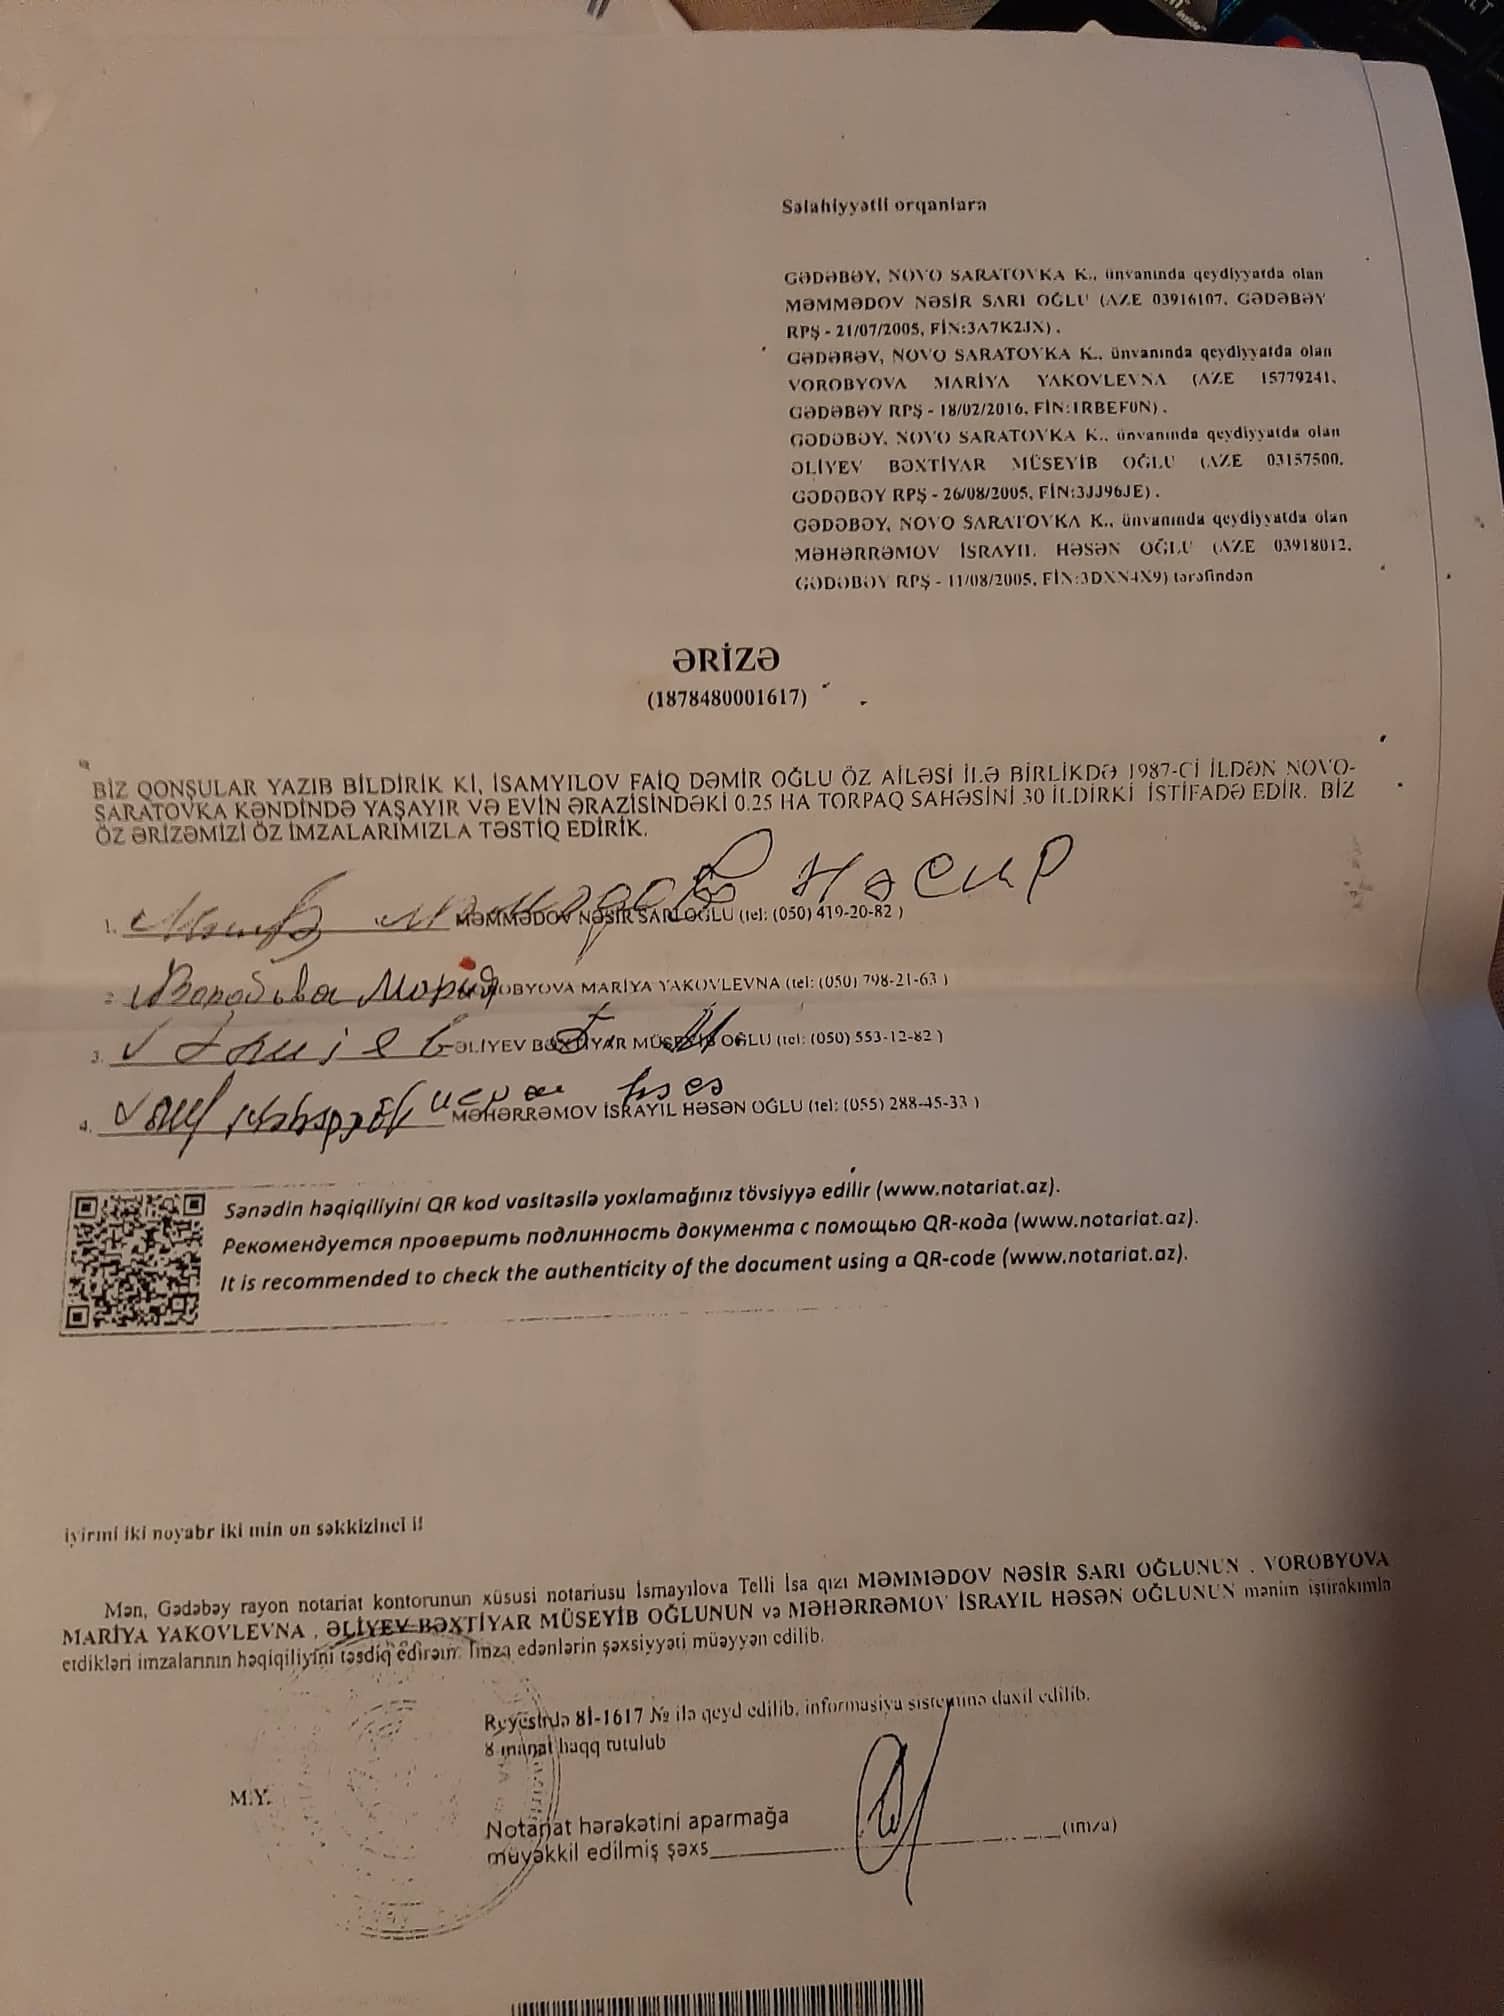 Səlahiyyətli orqanlara
GƏDƏBƏY, NOVO SARATOVKA K., ünvanında qeydiyyatda olan
MƏMMƏDOV NƏSİR SARI OĞLU (AZE 03916107, GƏDƏBƏY
RPŞ - 21/07/2005, FİN:3A7K2JX) .
GƏDƏBƏY, NOVO SARATOVKA K., ünvanında qeydiyyatda olan
VOROBYOVA MARİYA YAKOVLEVNA (AZE 15779241,
GƏDƏBƏY RPŞ - 18/02/2016, FİN:1RBEF0N) .
GƏDƏBƏY, NOVO SARATOVKA K., ünvanında qeydiyyatda olan
ƏLİYEV BƏXTİYAR MÜSEYİB OĞLU (AZE 03157500,
GƏDƏBƏY RPŞ - 26/08/2005, FİN:3JJ96JE) .
GƏDƏBƏY, NOVO SARATOVKA K., ünvanında qeydiyyatda olan
MƏHƏRRƏMOV İSRAYIL HƏSƏN OĞLU (AZE 03918012,
GƏDƏBƏY RPŞ - 11/08/2005, FİN:3DXN4X9) tərəfindən
ƏRİZƏ
(1878480001617)
BİZ QONŞULAR YAZIB BİLDİRİK Kİ, İSAMYILOV FAİQ DƏMİR OĞLU ÖZ AİLƏSİ İLƏ BİRLİKDƏ 1987-Cİ İLDƏN NOVO-
SARATOVKA KƏNDİNDƏ YAŞAYIR VƏ EVİN ƏRAZİSİNDƏKİ 0.25 HA TORPAQ SAHƏSİNİ 30 İLDİRKİ İSTİFADƏ EDİR. BİZ
ÖZ ƏRİZƏMİZİ ÖZ İMZALARIMIZLA TƏSTİQ EDİRİK.
Насир
1. MƏMMƏDOV NƏSİR SARI OĞLU (tel: (050) 419-20-82 )
2. Воробьева Мария VOROBYOVA MARİYA YAKOVLEVNA (tel: (050) 798-21-63 )
3. ƏLİYEV BƏXTİYAR MÜSEYİB OĞLU (tel: (050) 553-12-82 )
4. MƏHƏRRƏMOV İSRAYIL HƏSƏN OĞLU (tel: (055) 288-45-33 )
Sənədin həqiqiliyini QR kod vasitəsilə yoxlamağınız tövsiyyə edilir (www.notariat.az).
Рекомендуется проверить подлинность документа с помощью QR-кода (www.notariat.az).
It is recommended to check the authenticity of the document using a QR-code (www.notariat.az).
iyirmi iki noyabr iki min on səkkizinci il
Mən, Gədəbəy rayon notariat kontorunun xüsusi notariusu İsmayılova Telli İsa qızı MƏMMƏDOV NƏSİR SARI OĞLUNUN , VOROBYOVA
MARİYA YAKOVLEVNA , ƏLİYEV BƏXTİYAR MÜSEYİB OĞLUNUN və MƏHƏRRƏMOV İSRAYIL HƏSƏN OĞLUNUN mənim iştirakımla
etdikləri imzalarının həqiqiliyini təsdiq edirəm. İmza edənlərin şəxsiyyəti müəyyən edilib.
Reyestrdə 8İ-1617 № ilə qeyd edilib, informasiya sisteminə daxil edilib.
8 manat haqq tutulub
M.Y.
Notariat hərəkətini aparmağa
müvəkkil edilmiş şəxs (imza)